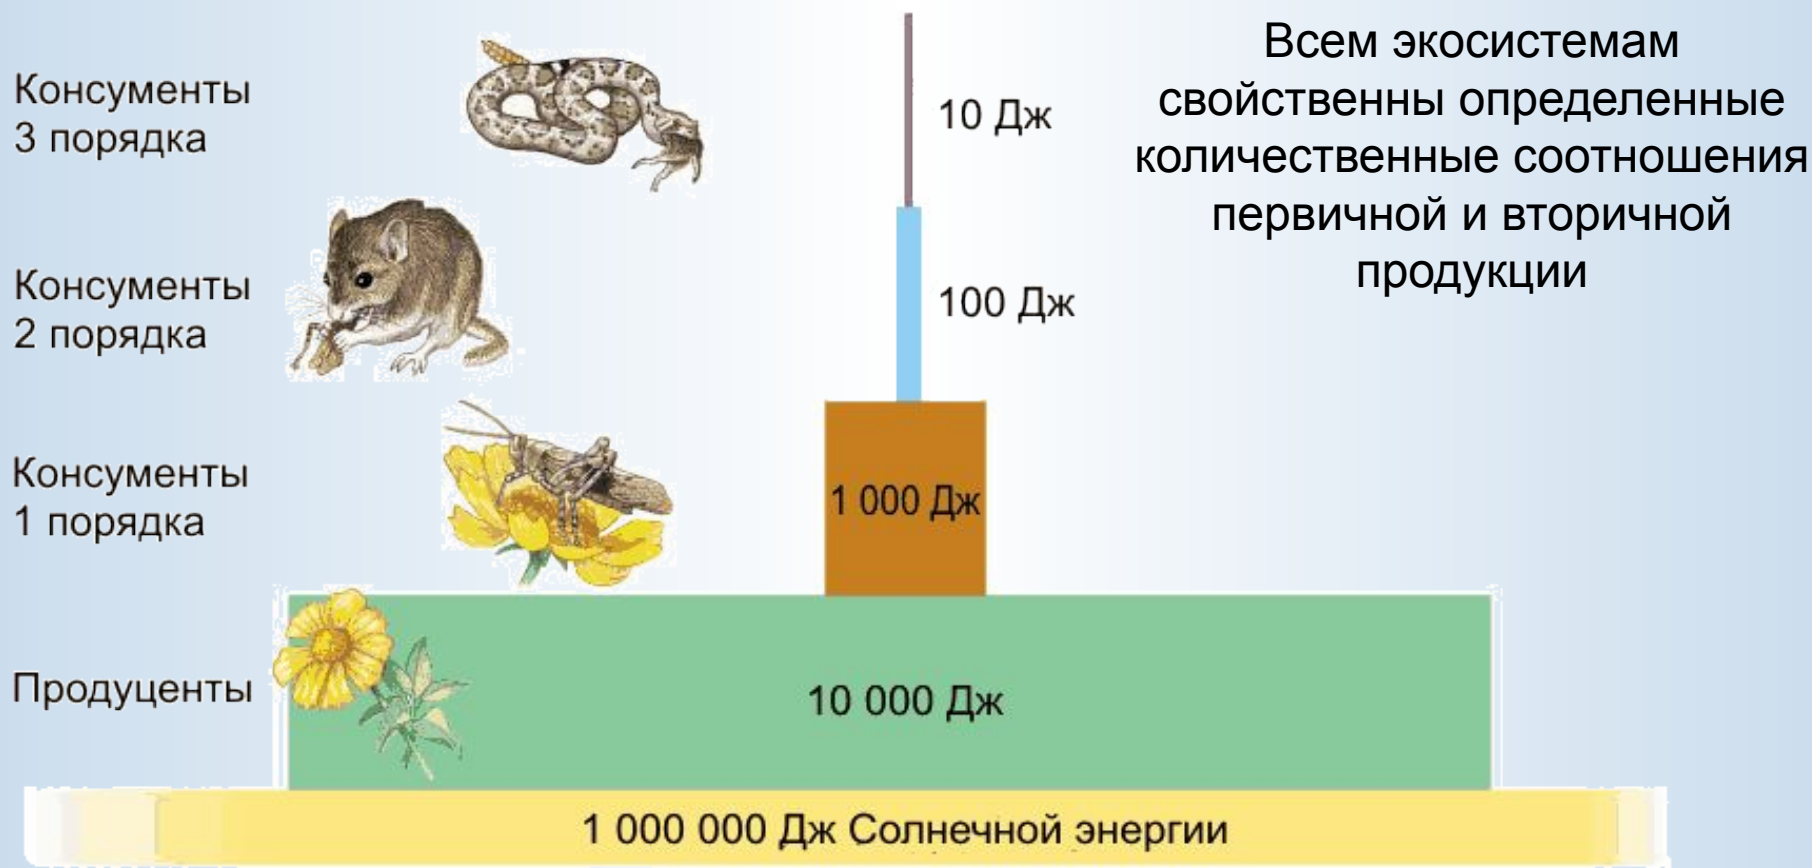 Всем экосистемам
свойственны определенные
количественные соотношения
первичной и вторичной
продукции
Консументы
3 порядка
10 Дж
Консументы
2 порядка
100 Дж
Консументы
1 порядка
1 000 Дж
Продуценты
10 000 Дж
1 000 000 Дж Солнечной энергии